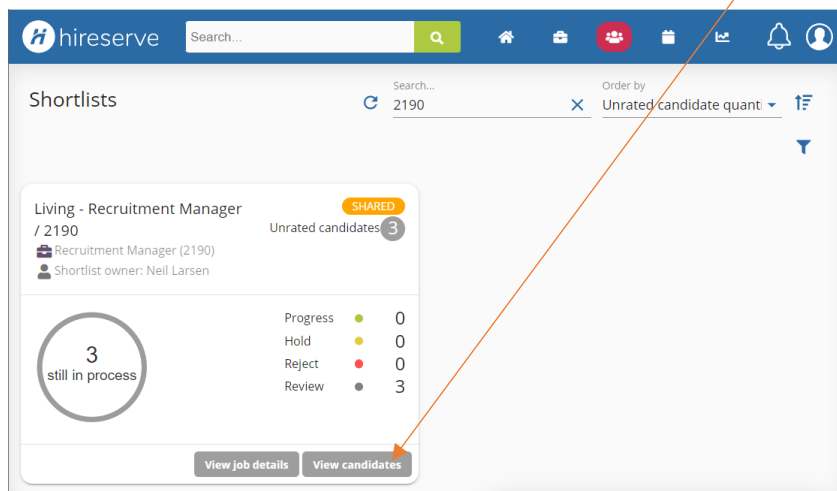 hireserve Search...
Shortlists
Search...
2190
Order by
Unrated candidate quanti
Living - Recruitment Manager
/ 2190
SHARED
Unrated candidates 3
Recruitment Manager (2190)
Shortlist owner: Neil Larsen
3
still in process
Progress 0
Hold 0
Reject 0
Review 3
View job details View candidates